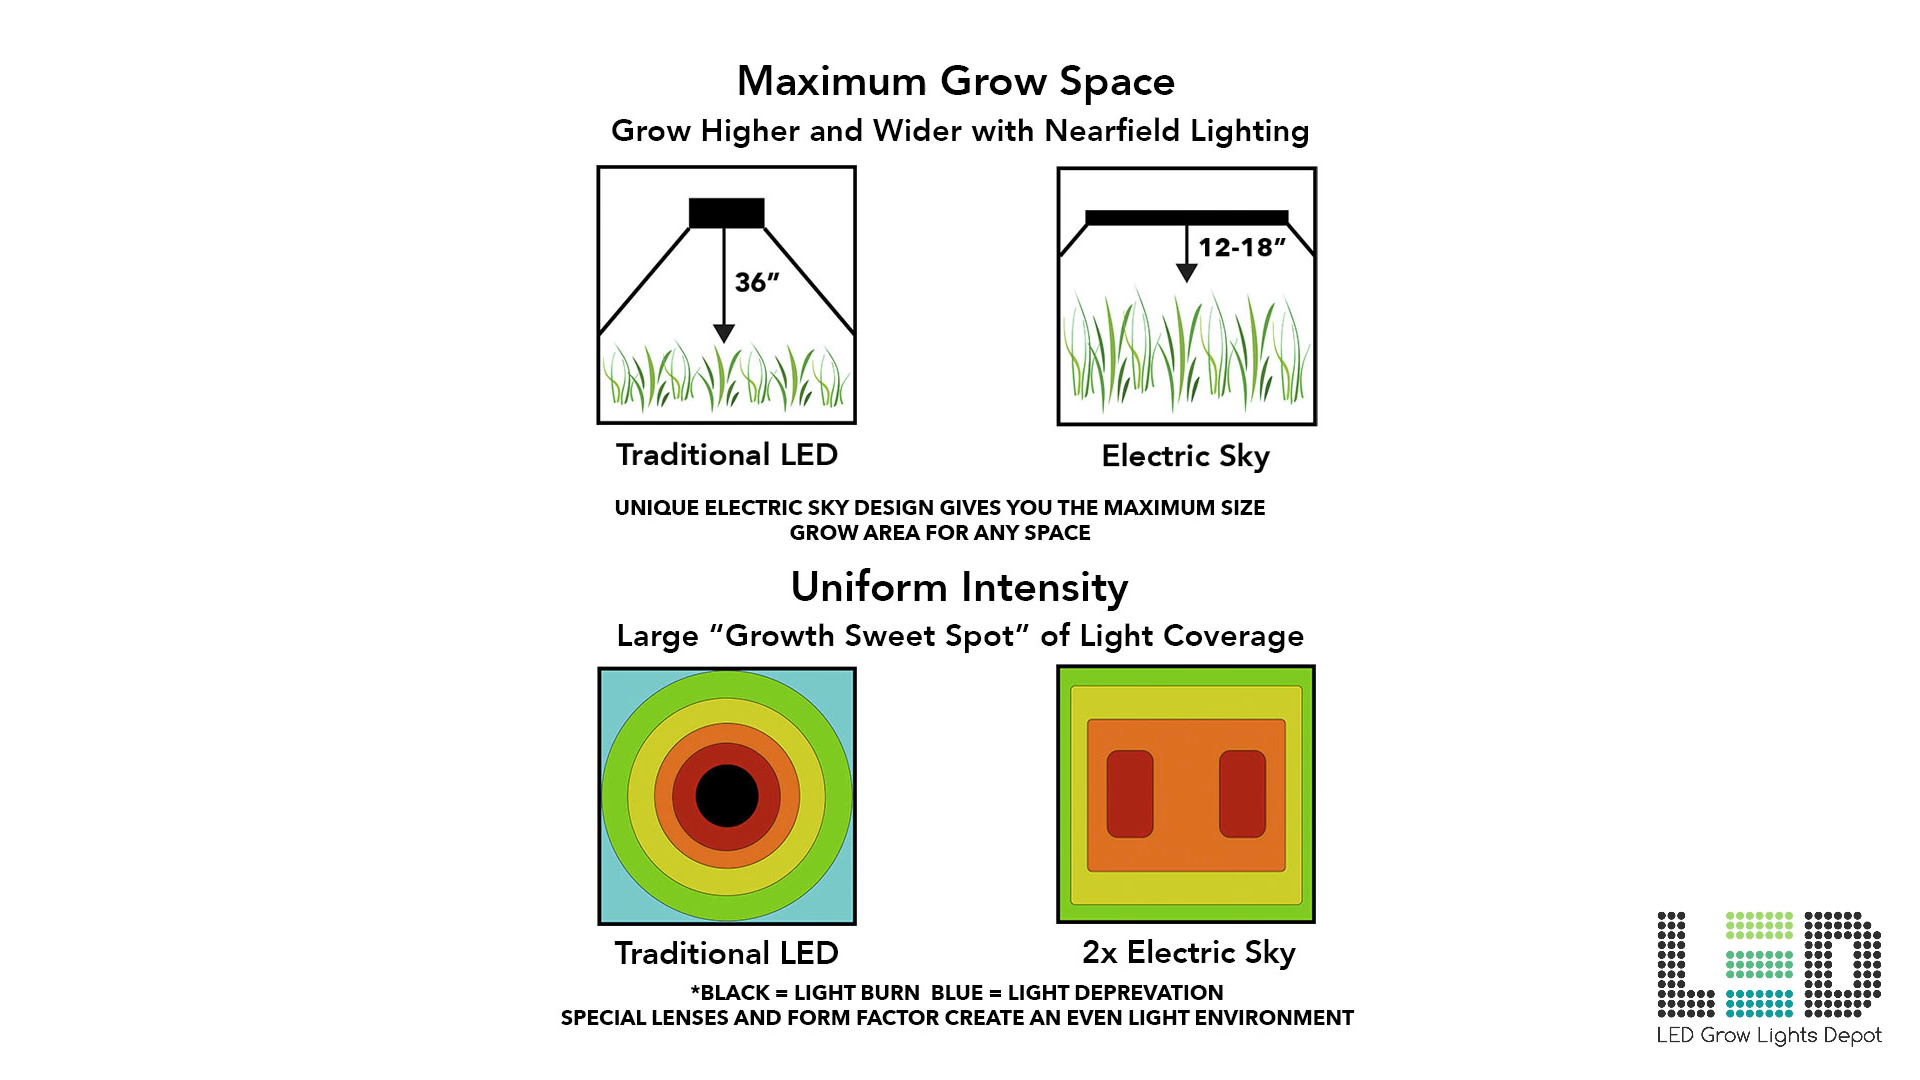 Maximum Grow Space
Grow Higher and Wider with Nearfield Lighting
36”
12-18”
Traditional LED
Electric Sky
UNIQUE ELECTRIC SKY DESIGN GIVES YOU THE MAXIMUM SIZE
GROW AREA FOR ANY SPACE
Uniform Intensity
Large “Growth Sweet Spot” of Light Coverage
Traditional LED
2x Electric Sky
*BLACK = LIGHT BURN BLUE = LIGHT DEPREVATION
SPECIAL LENSES AND FORM FACTOR CREATE AN EVEN LIGHT ENVIRONMENT
LED
LED Grow Lights Depot